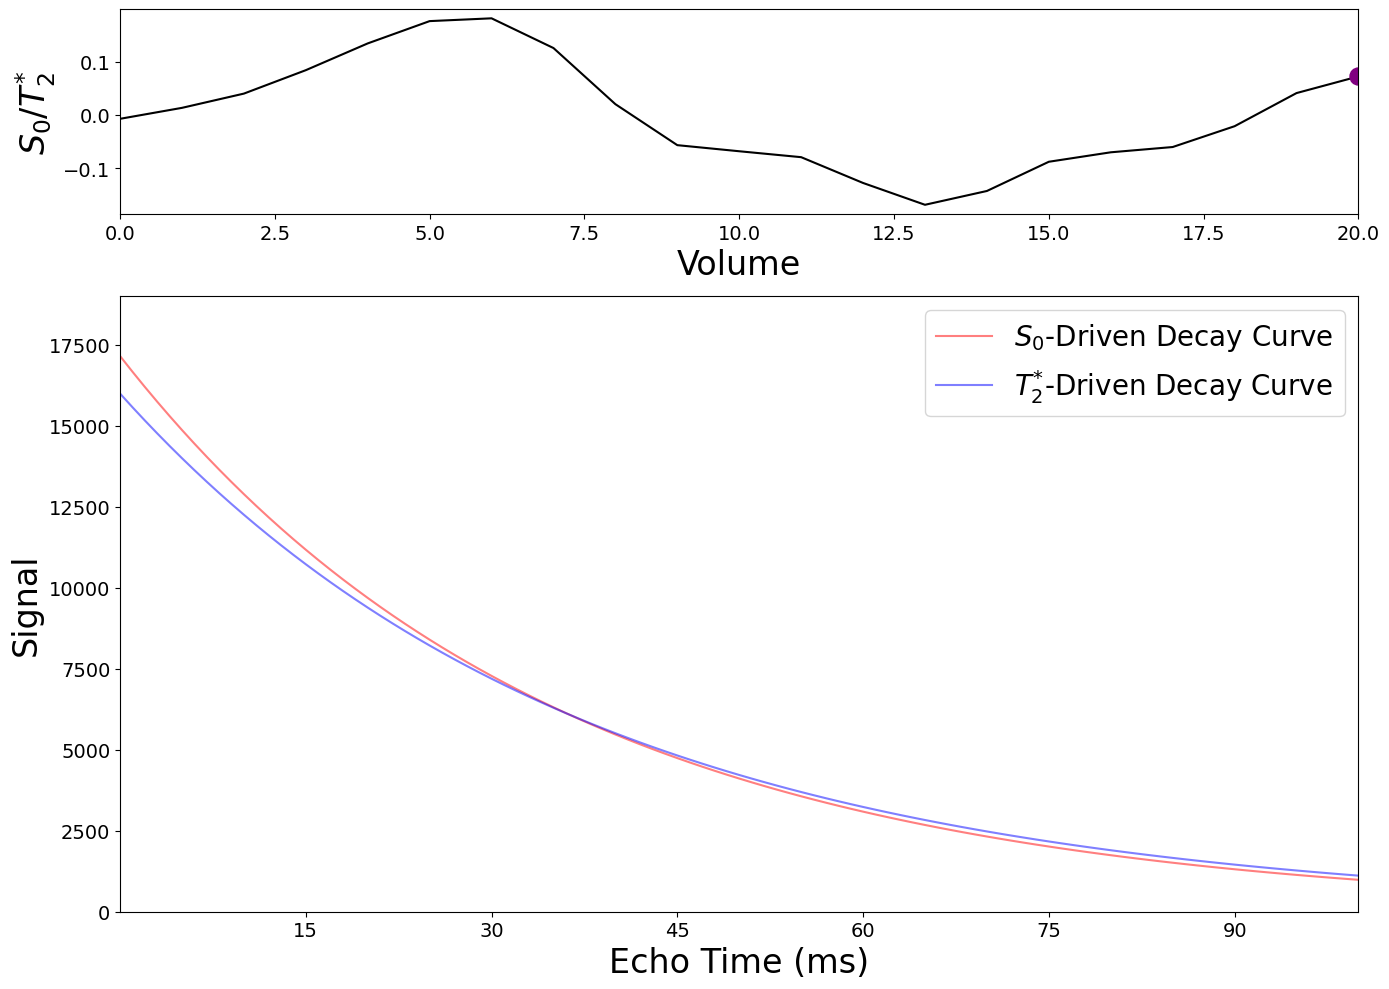 S₀/T₂*
0.1
0.0
−0.1
0.0 2.5 5.0 7.5 10.0 12.5 15.0 17.5 20.0
Volume
S₀-Driven Decay Curve
T₂*-Driven Decay Curve
Signal
17500
15000
12500
10000
7500
5000
2500
0
15 30 45 60 75 90
Echo Time (ms)